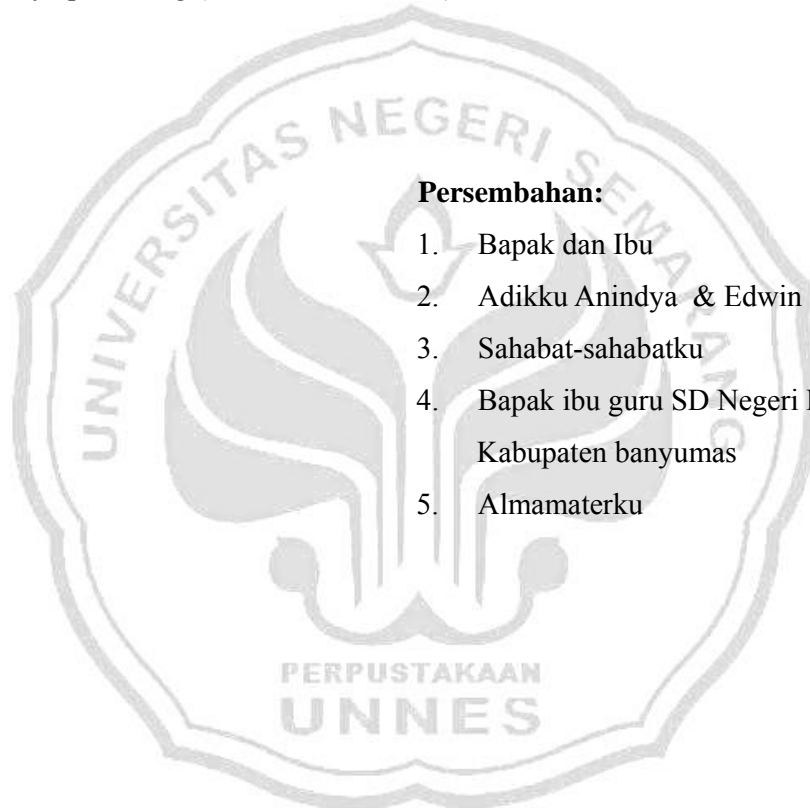 Persembahan:
1. Bapak dan Ibu
2. Adikku Anindya & Edwin
3. Sahabat-sahabatku
4. Bapak ibu guru SD Negeri
Kabupaten banyumas
5. Almamaterku
UNIVERSITAS NEGERI SEMARANG
PERPUSTAKAAN
UNNES